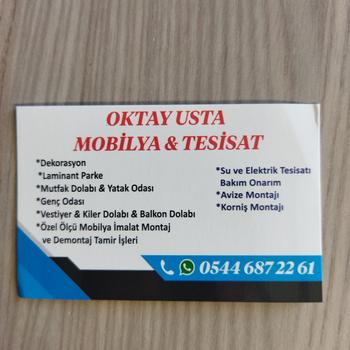 OKTAY USTA
MOBİLYA & TESİSAT
*Dekorasyon
*Laminant Parke
*Mutfak Dolabı & Yatak Odası
*Genç Odası
*Vestiyer & Kiler Dolabı & Balkon Dolabı
*Özel Ölçü Mobilya İmalat Montaj
ve Demontaj Tamir İşleri
*Su ve Elektrik Tesisatı
Bakım Onarım
*Avize Montajı
*Korniş Montajı
0544 687 22 61